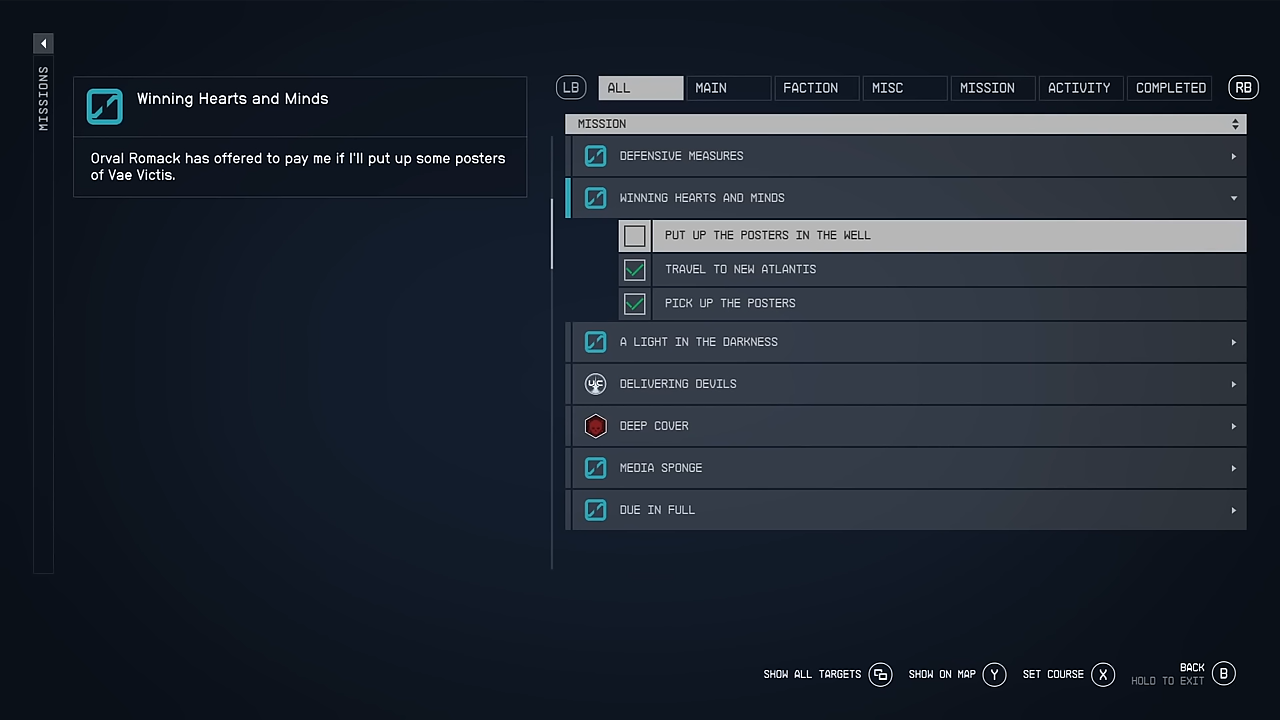 MISSIONS
Winning Hearts and Minds
Orval Romack has offered to pay me if I'll put up some posters
of Vae Victis.
LB ALL MAIN FACTION MISC MISSION ACTIVITY COMPLETED RB
MISSION
DEFENSIVE MEASURES
WINNING HEARTS AND MINDS
PUT UP THE POSTERS IN THE WELL
TRAVEL TO NEW ATLANTIS
PICK UP THE POSTERS
A LIGHT IN THE DARKNESS
UC DELIVERING DEVILS
DEEP COVER
MEDIA SPONGE
DUE IN FULL
SHOW ALL TARGETS SHOW ON MAP Y SET COURSE X BACK B
HOLD TO EXIT